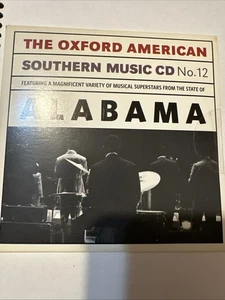 THE OXFORD AMERICAN
SOUTHERN MUSIC CD No.12
FEATURING A MAGNIFICENT VARIETY OF MUSICAL SUPERSTARS FROM THE STATE OF
ALABAMA